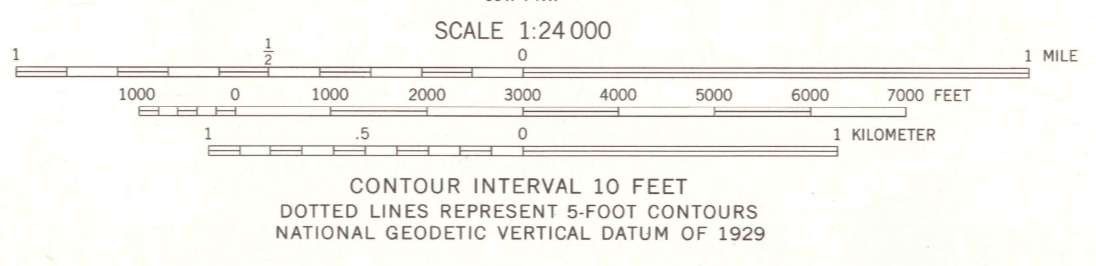 SCALE 1:24 000
1 1/2 0 1 MILE
1000 0 1000 2000 3000 4000 5000 6000 7000 FEET
1 .5 0 1 KILOMETER
CONTOUR INTERVAL 10 FEET
DOTTED LINES REPRESENT 5-FOOT CONTOURS
NATIONAL GEODETIC VERTICAL DATUM OF 1929